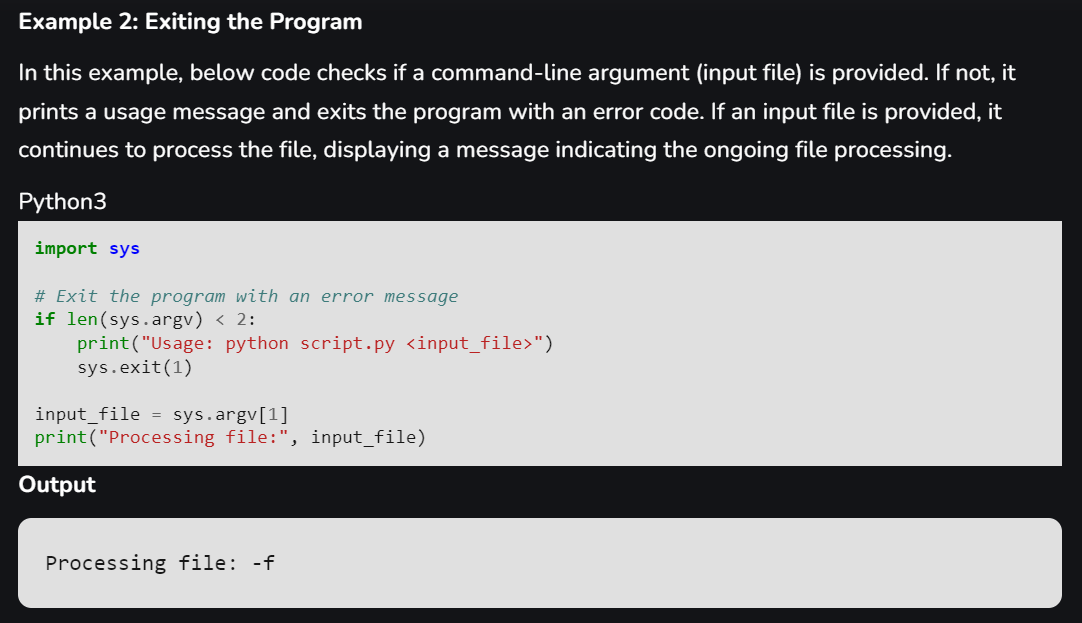 Example 2: Exiting the Program
In this example, below code checks if a command-line argument (input file) is provided. If not, it
prints a usage message and exits the program with an error code. If an input file is provided, it
continues to process the file, displaying a message indicating the ongoing file processing.
Python3
import sys
# Exit the program with an error message
if len(sys.argv) < 2:
    print("Usage: python script.py <input_file>")
    sys.exit(1)
input_file = sys.argv[1]
print("Processing file:", input_file)
Output
Processing file: -f